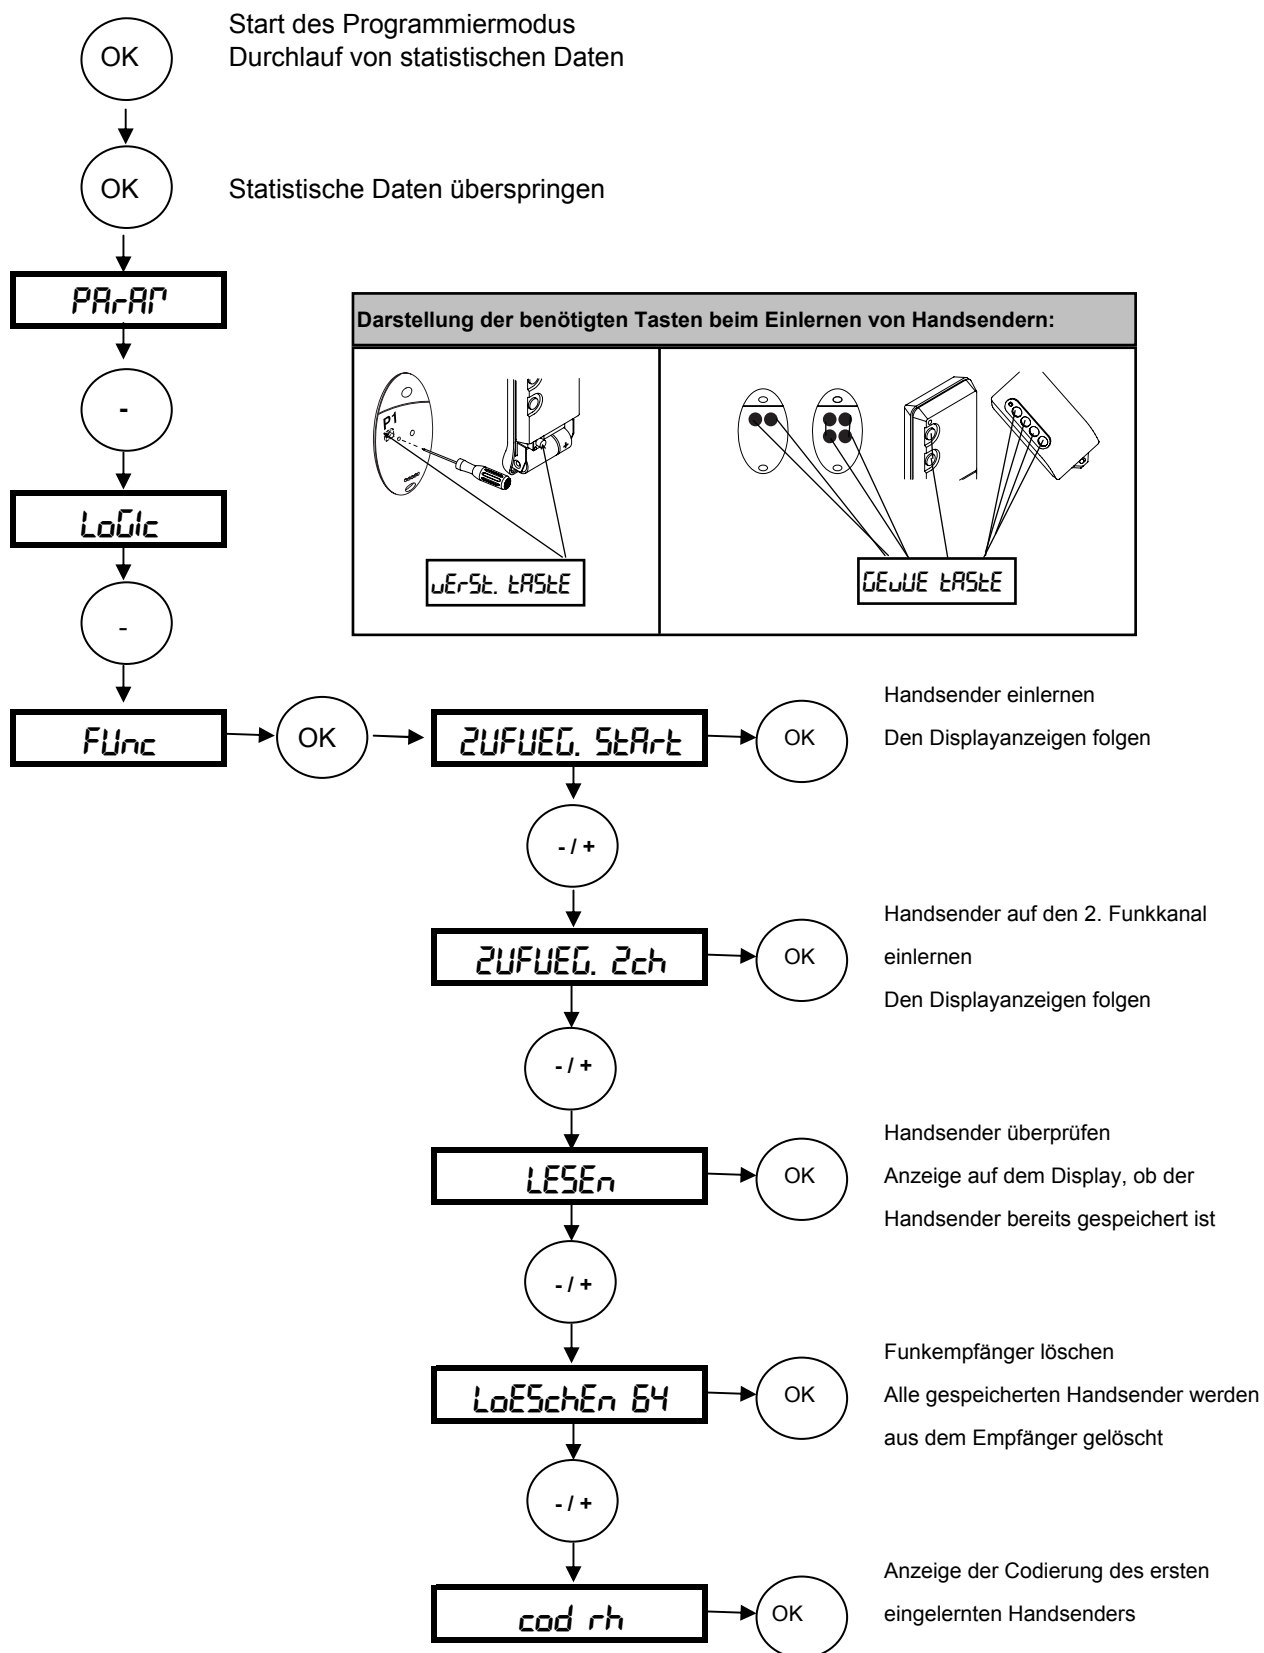 OK
Start des Programmiermodus
Durchlauf von statistischen Daten
OK
Statistische Daten überspringen
PArAM
-
LoGIc
-
Darstellung der benötigten Tasten beim Einlernen von Handsendern:
P1
+
vErSt. tAStE
GEwUE tAStE
FUnc
OK
ZUFUEG. StArt
OK
Handsender einlernen
Den Displayanzeigen folgen
- / +
ZUFUEG. 2ch
OK
Handsender auf den 2. Funkkanal
einlernen
Den Displayanzeigen folgen
- / +
LESEn
OK
Handsender überprüfen
Anzeige auf dem Display, ob der
Handsender bereits gespeichert ist
- / +
LoESchEn 64
OK
Funkempfänger löschen
Alle gespeicherten Handsender werden
aus dem Empfänger gelöscht
- / +
cod rh
OK
Anzeige der Codierung des ersten
eingelernten Handsenders